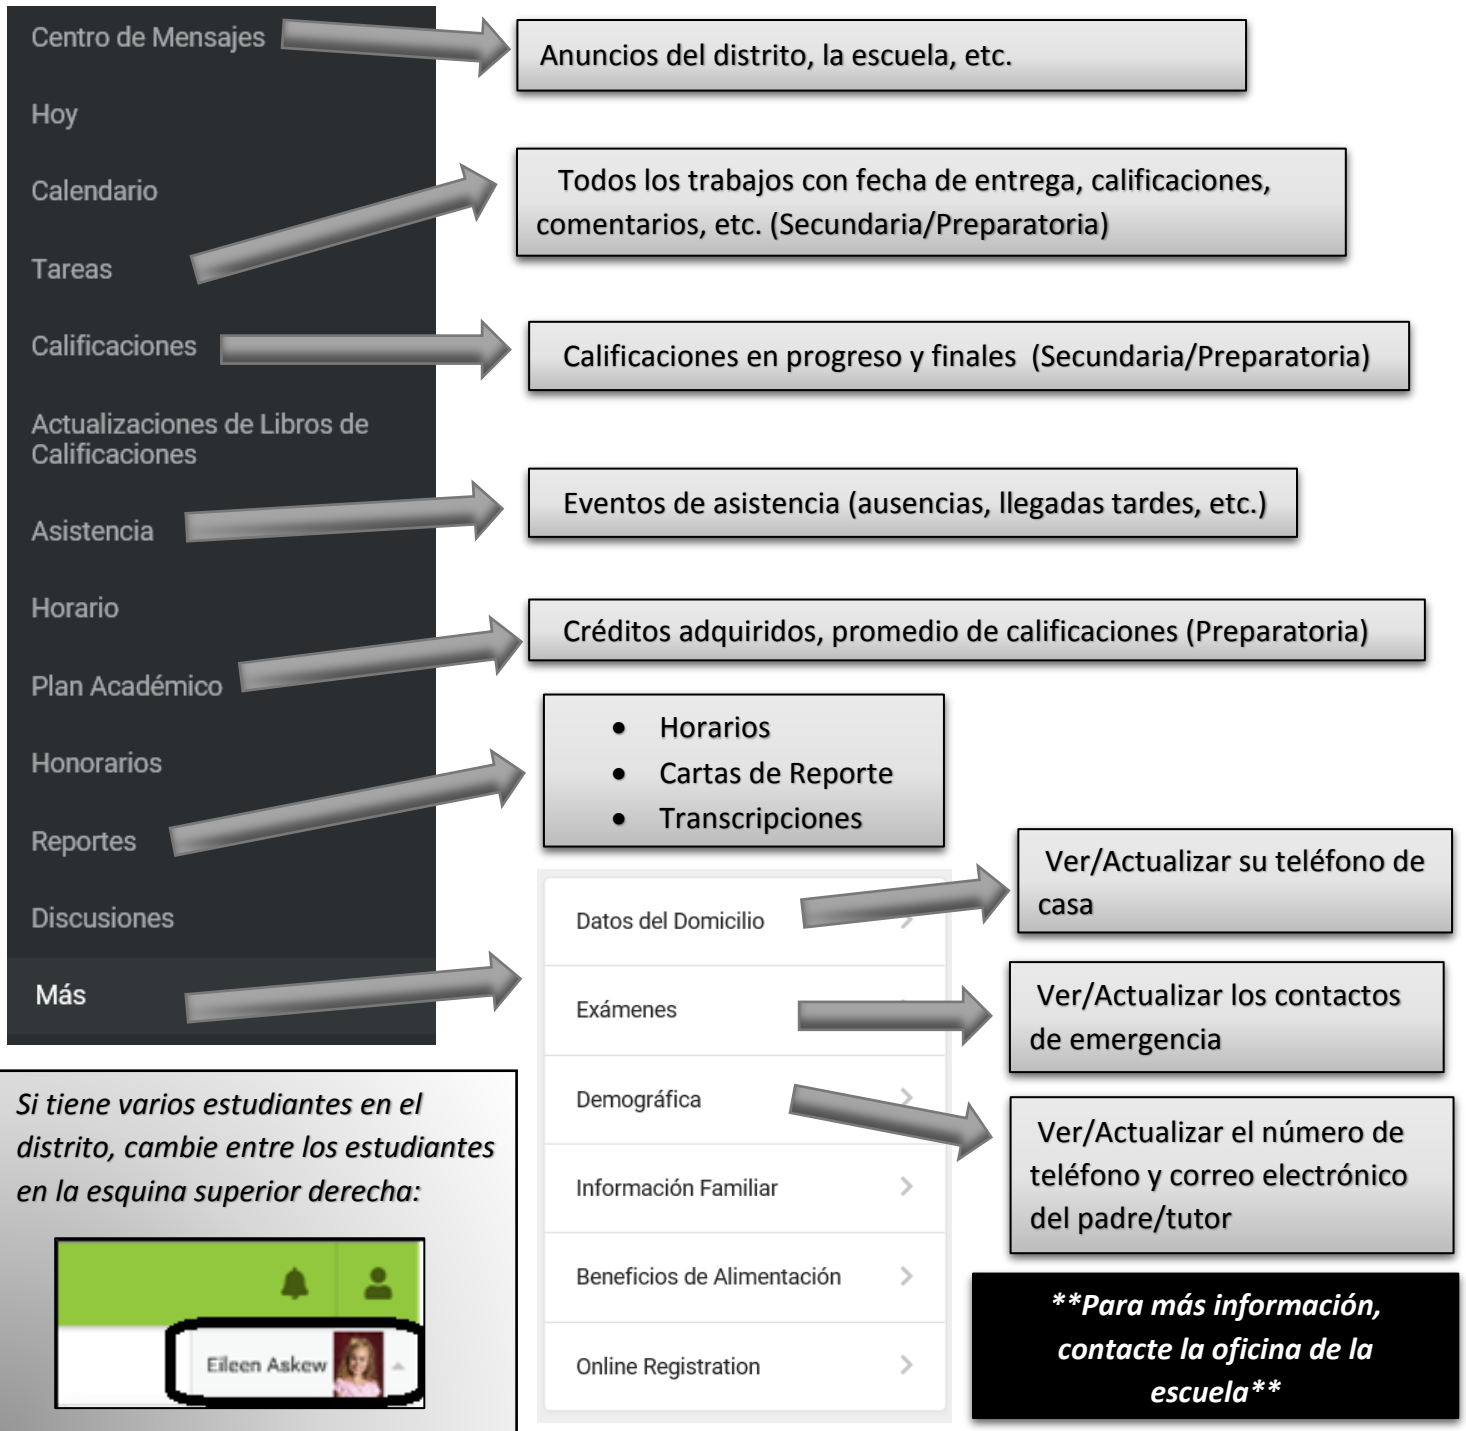 Centro de Mensajes
Anuncios del distrito, la escuela, etc.
Hoy
Calendario
Todos los trabajos con fecha de entrega, calificaciones,
comentarios, etc. (Secundaria/Preparatoria)
Tareas
Calificaciones
Calificaciones en progreso y finales (Secundaria/Preparatoria)
Actualizaciones de Libros de
Calificaciones
Asistencia
Eventos de asistencia (ausencias, llegadas tardes, etc.)
Horario
Plan Académico
Créditos adquiridos, promedio de calificaciones (Preparatoria)
Honorarios
Reportes
• Horarios
• Cartas de Reporte
• Transcripciones
Discusiones
Más
Datos del Domicilio
Ver/Actualizar su teléfono de
casa
Exámenes
Ver/Actualizar los contactos
de emergencia
Demográfica
Ver/Actualizar el número de
teléfono y correo electrónico
del padre/tutor
Información Familiar
Beneficios de Alimentación
Online Registration
Si tiene varios estudiantes en el
distrito, cambie entre los estudiantes
en la esquina superior derecha:
Eileen Askew
**Para más información,
contacte la oficina de la
escuela**